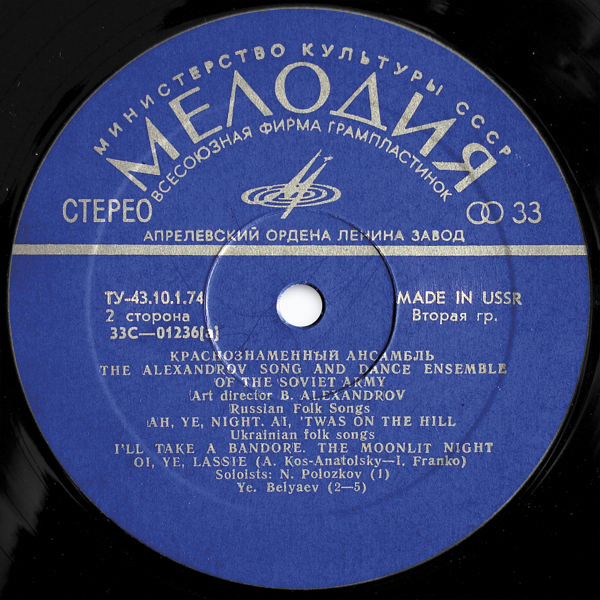 МИНИСТЕРСТВО КУЛЬТУРЫ СССР
МЕЛОДИЯ
ВСЕСОЮЗНАЯ ФИРМА ГРАМПЛАСТИНОК
СТЕРЕО
33
АПРЕЛЕВСКИЙ ОРДЕНА ЛЕНИНА ЗАВОД
ТУ-43.10.1.74
MADE IN USSR
2 сторона
Вторая гр.
33С—01236(a)
КРАСНОЗНАМЕННЫЙ АНСАМБЛЬ
THE ALEXANDROV SONG AND DANCE ENSEMBLE
OF THE SOVIET ARMY
Art director B. ALEXANDROV
Russian Folk Songs
AH, YE, NIGHT. AI, 'TWAS ON THE HILL
Ukrainian folk songs
I'LL TAKE A BANDORE. THE MOONLIT NIGHT
OI, YE, LASSIE (A. Kos-Anatolsky—I. Franko)
Soloists: N. Polozkov (1)
Ye. Belyaev (2—5)